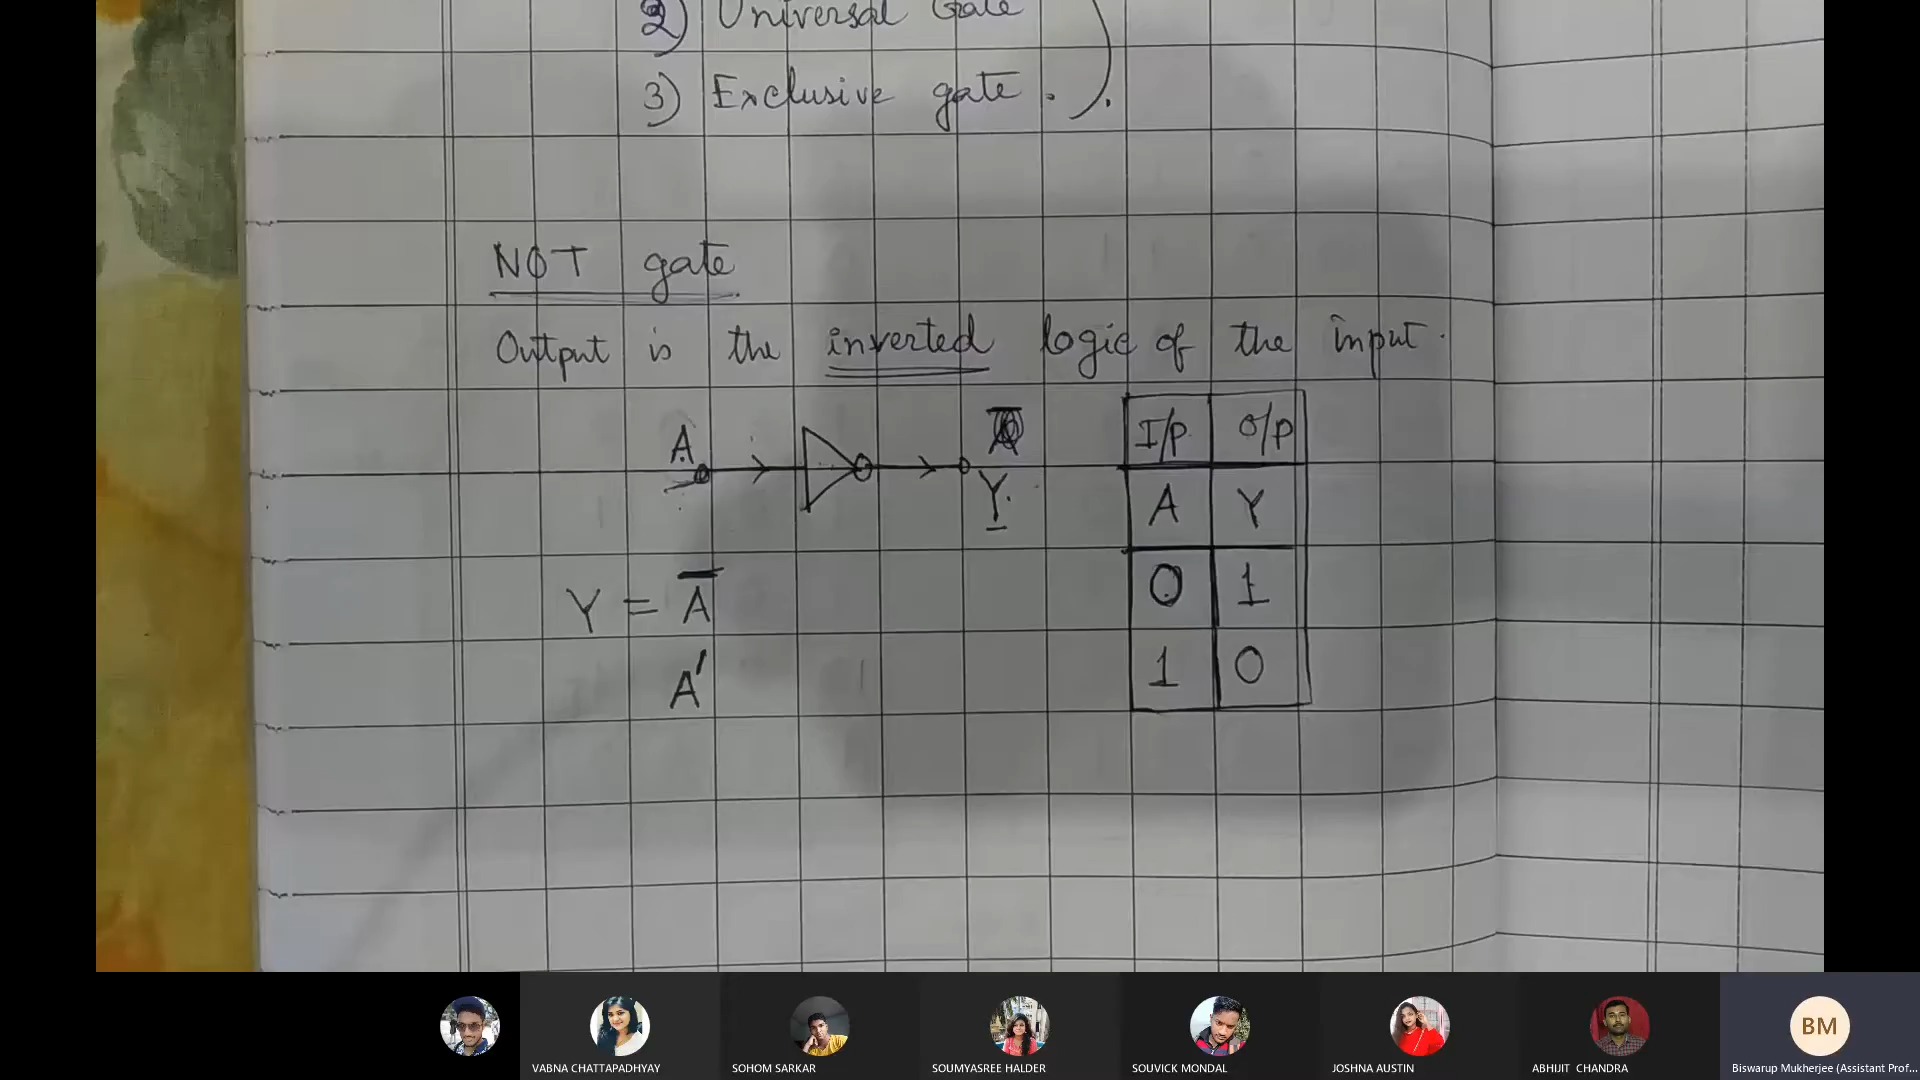 2) Universal Gate
3) Exclusive gate.
NOT gate
Output is the inverted logic of the input.
A
Y
Y = A̅
A'
I/p O/p
A Y
0 1
1 0
VABNA CHATTAPADHYAY
SOHOM SARKAR
SOUMYASREE HALDER
SOUVICK MONDAL
JOSHNA AUSTIN
ABHIJIT CHANDRA
BM
Biswarup Mukherjee (Assistant Prof...